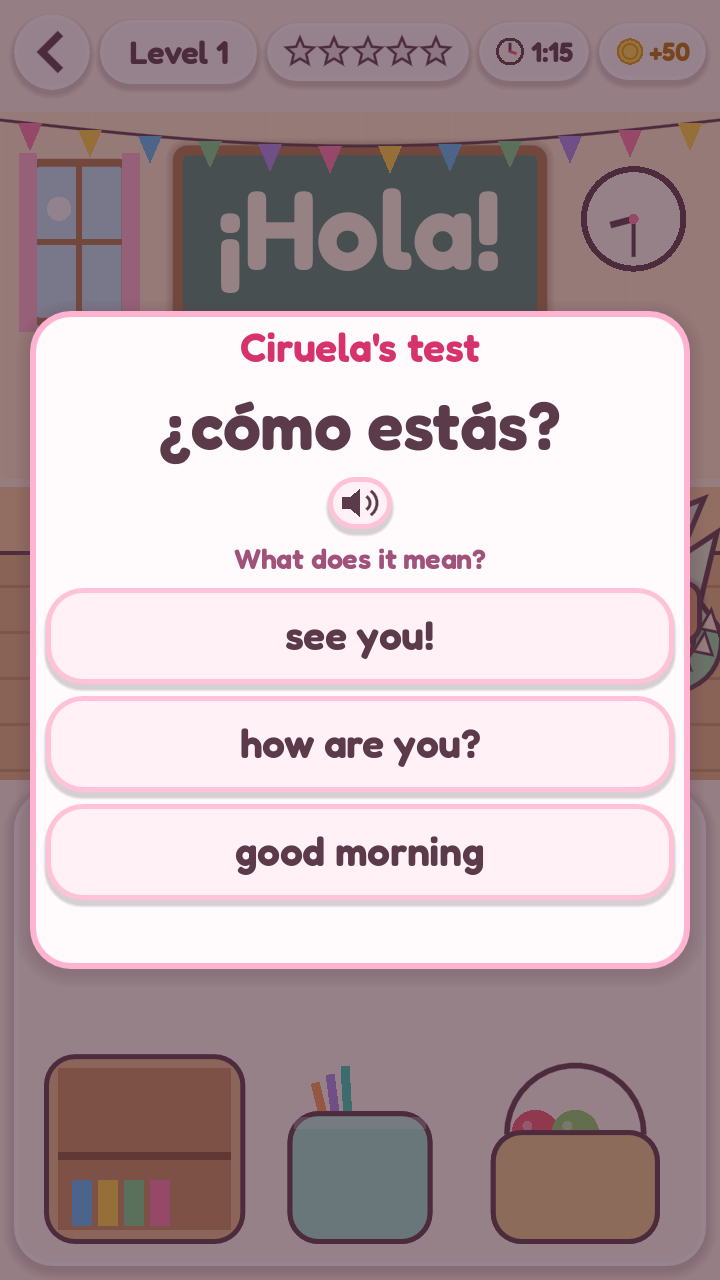 Level 1
1:15
+50
¡Hola!
Ciruela's test
¿cómo estás?
What does it mean?
see you!
how are you?
good morning